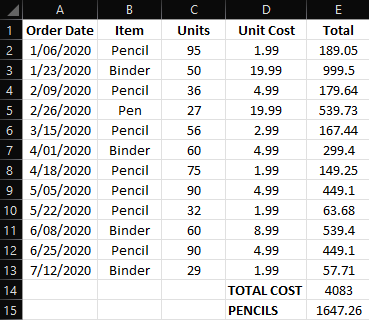 A B C D E
1 Order Date Item Units Unit Cost Total
2 1/06/2020 Pencil 95 1.99 189.05
3 1/23/2020 Binder 50 19.99 999.5
4 2/09/2020 Pencil 36 4.99 179.64
5 2/26/2020 Pen 27 19.99 539.73
6 3/15/2020 Pencil 56 2.99 167.44
7 4/01/2020 Binder 60 4.99 299.4
8 4/18/2020 Pencil 75 1.99 149.25
9 5/05/2020 Pencil 90 4.99 449.1
10 5/22/2020 Pencil 32 1.99 63.68
11 6/08/2020 Binder 60 8.99 539.4
12 6/25/2020 Pencil 90 4.99 449.1
13 7/12/2020 Binder 29 1.99 57.71
14 TOTAL COST 4083
15 PENCILS 1647.26